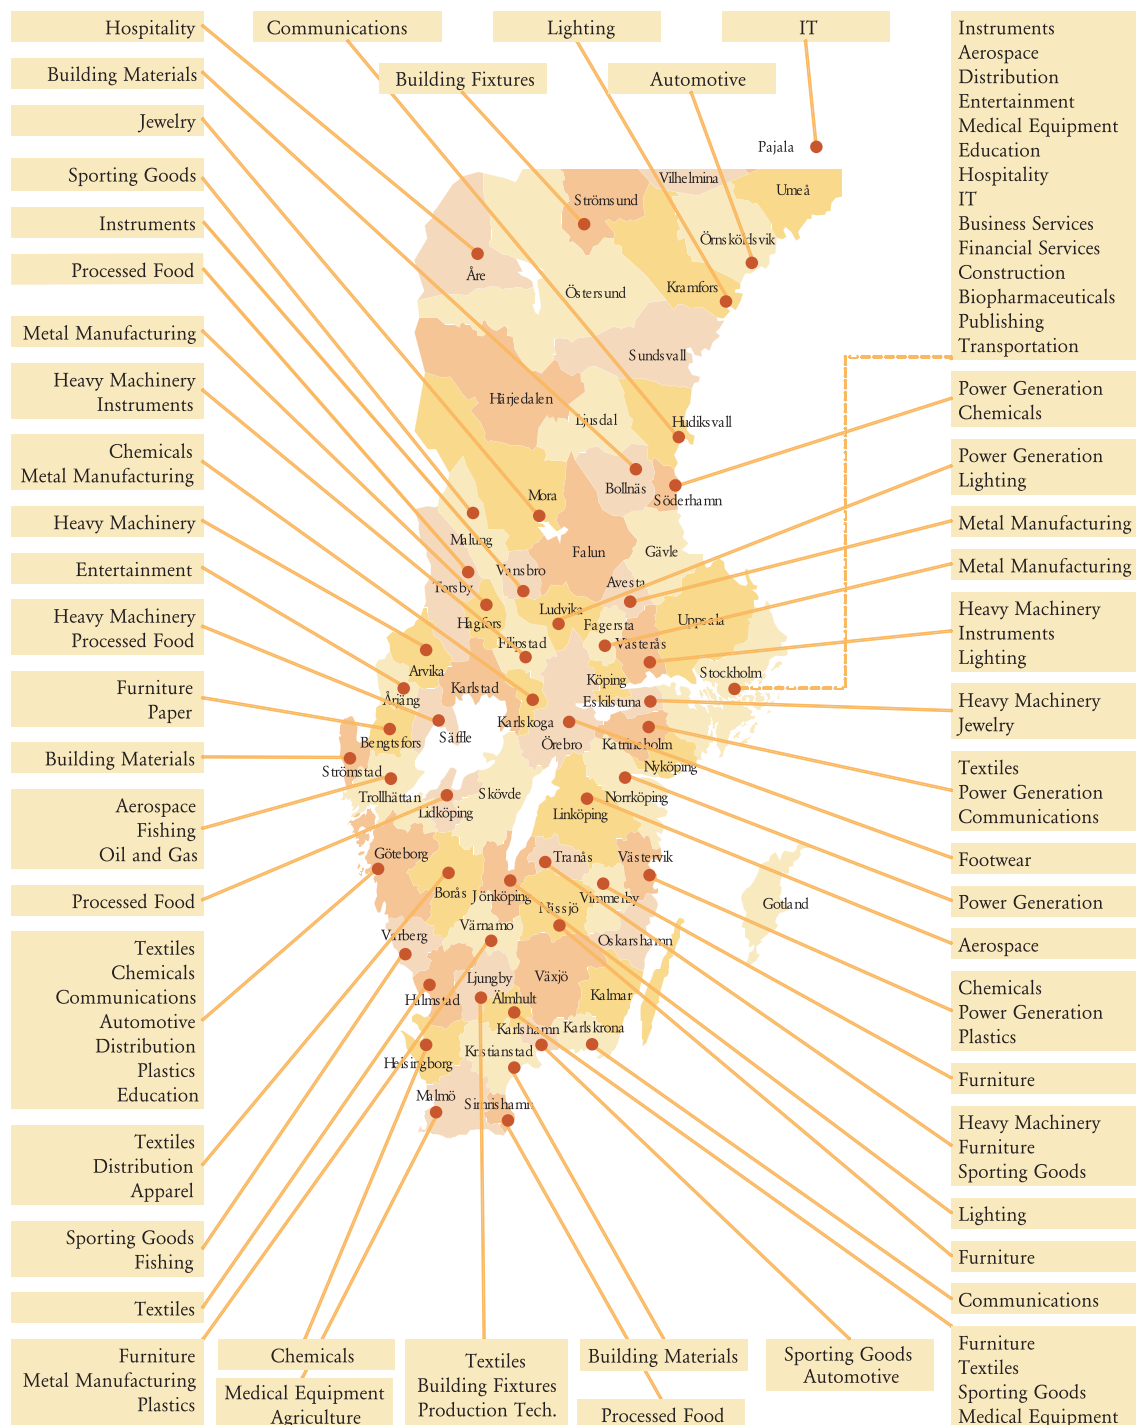 Hospitality
Communications
Lighting
IT
Building Materials
Building Fixtures
Automotive
Jewelry
Sporting Goods
Instruments
Processed Food
Metal Manufacturing
Heavy Machinery
Instruments
Chemicals
Metal Manufacturing
Heavy Machinery
Entertainment
Heavy Machinery
Processed Food
Furniture
Paper
Building Materials
Aerospace
Fishing
Oil and Gas
Processed Food
Textiles
Chemicals
Communications
Automotive
Distribution
Plastics
Education
Textiles
Distribution
Apparel
Sporting Goods
Fishing
Textiles
Furniture
Metal Manufacturing
Plastics
Pajala
Vilhelmina
Umeå
Strömsund
Örnsköldsvik
Åre
Östersund
Kramfors
Sundsvall
Härjedalen
Ljusdal
Hudiksvall
Bollnäs
Söderhamn
Mora
Malung
Falun
Gävle
Vansbro
Torsby
Avesta
Ludvika
Hagfors
Fagersta
Uppsala
Filipstad
Västerås
Arvika
Stockholm
Köping
Karlstad
Årjäng
Eskilstuna
Karlskoga
Säffle
Bengtsfors
Örebro
Katrineholm
Strömstad
Nyköping
Trollhättan
Skövde
Norrköping
Lidköping
Linköping
Göteborg
Tranås
Västervik
Borås
Jönköping
Vimmerby
Nässjö
Gotland
Värnamo
Varberg
Oskarshamn
Ljungby
Växjö
Halmstad
Älmhult
Kalmar
Karlshamn
Karlskrona
Kristianstad
Helsingborg
Malmö
Simrishamn
Instruments
Aerospace
Distribution
Entertainment
Medical Equipment
Education
Hospitality
IT
Business Services
Financial Services
Construction
Biopharmaceuticals
Publishing
Transportation
Power Generation
Chemicals
Power Generation
Lighting
Metal Manufacturing
Metal Manufacturing
Heavy Machinery
Instruments
Lighting
Heavy Machinery
Jewelry
Textiles
Power Generation
Communications
Footwear
Power Generation
Aerospace
Chemicals
Power Generation
Plastics
Furniture
Heavy Machinery
Furniture
Sporting Goods
Lighting
Furniture
Communications
Furniture
Textiles
Sporting Goods
Medical Equipment
Chemicals
Medical Equipment
Agriculture
Textiles
Building Fixtures
Production Tech.
Building Materials
Processed Food
Sporting Goods
Automotive